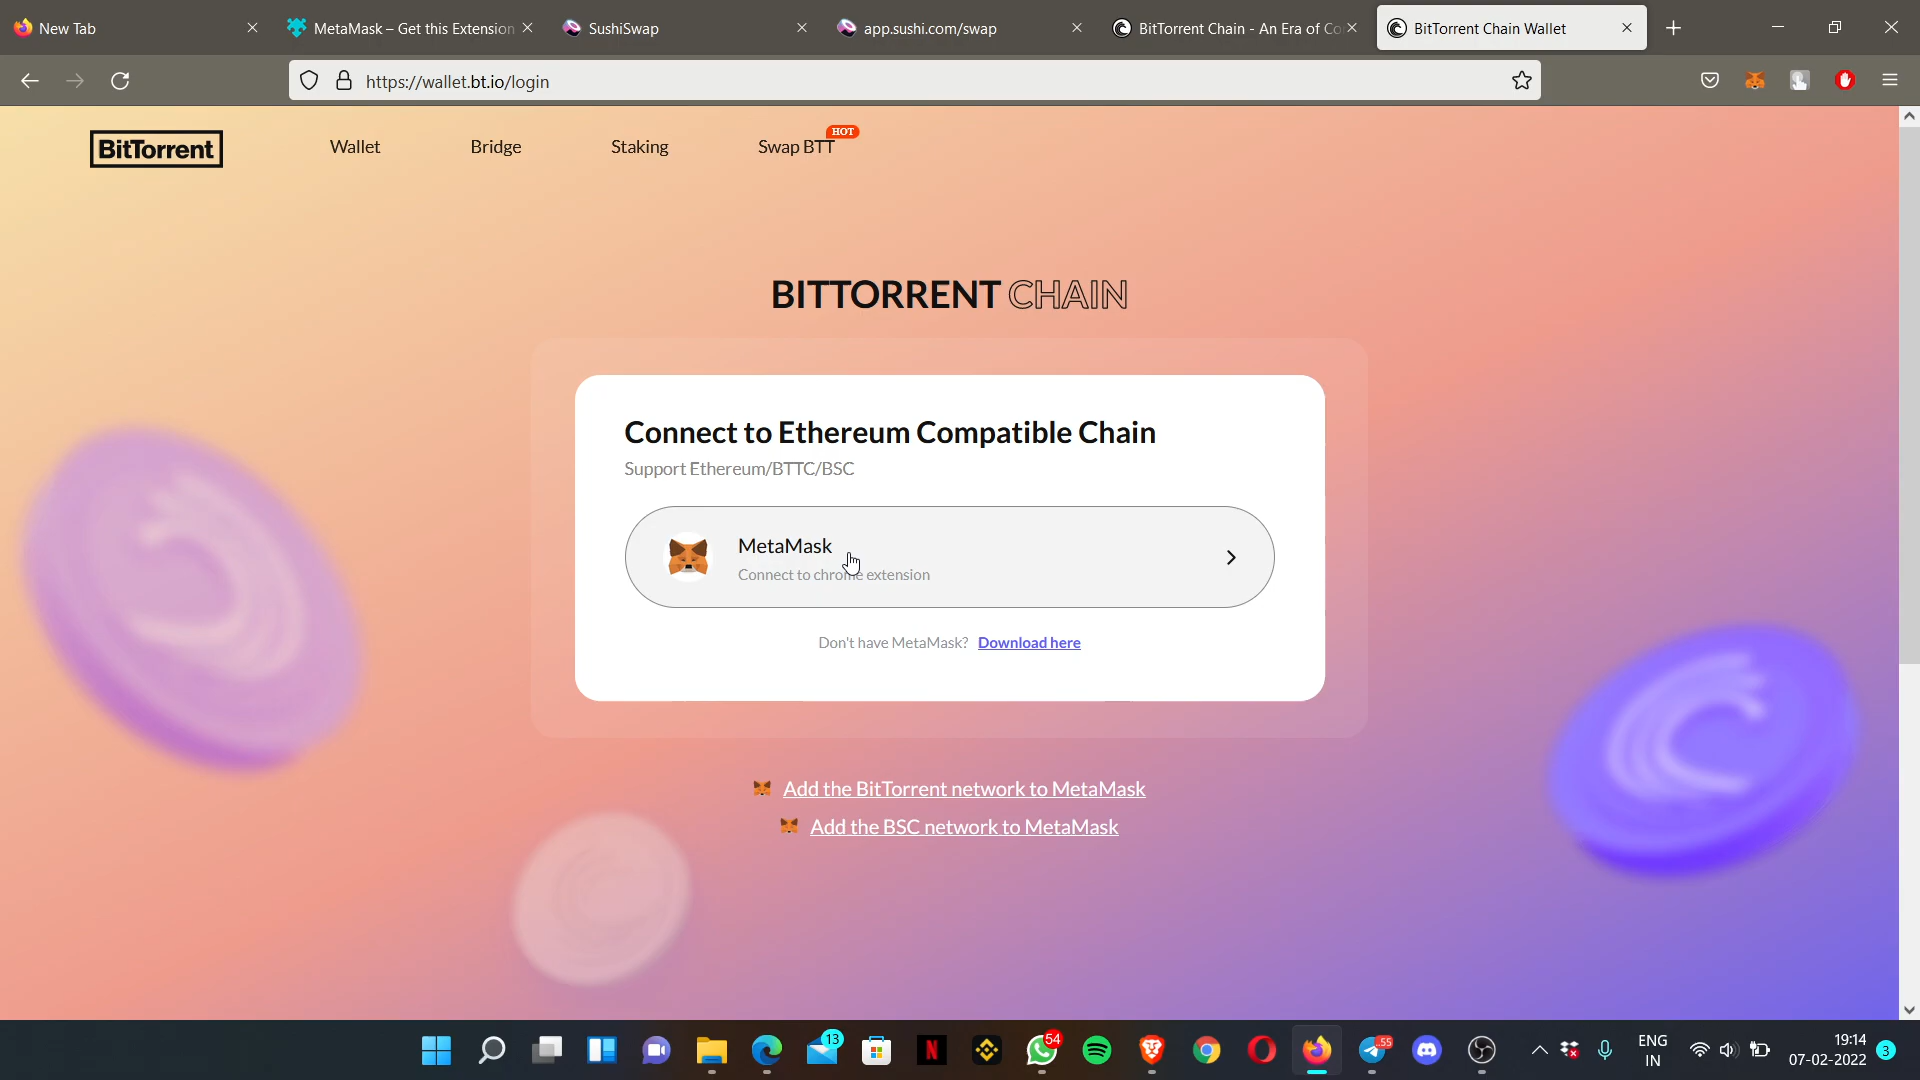 New Tab
MetaMask – Get this Extension
SushiSwap
app.sushi.com/swap
BitTorrent Chain - An Era of Co
BitTorrent Chain Wallet
https://wallet.bt.io/login
BitTorrent
Wallet
Bridge
Staking
Swap BTT
HOT
BITTORRENT CHAIN
Connect to Ethereum Compatible Chain
Support Ethereum/BTTC/BSC
MetaMask
Connect to chrome extension
Don't have MetaMask? Download here
Add the BitTorrent network to MetaMask
Add the BSC network to MetaMask
13
N
54
55
ENG
IN
19:14
07-02-2022
3